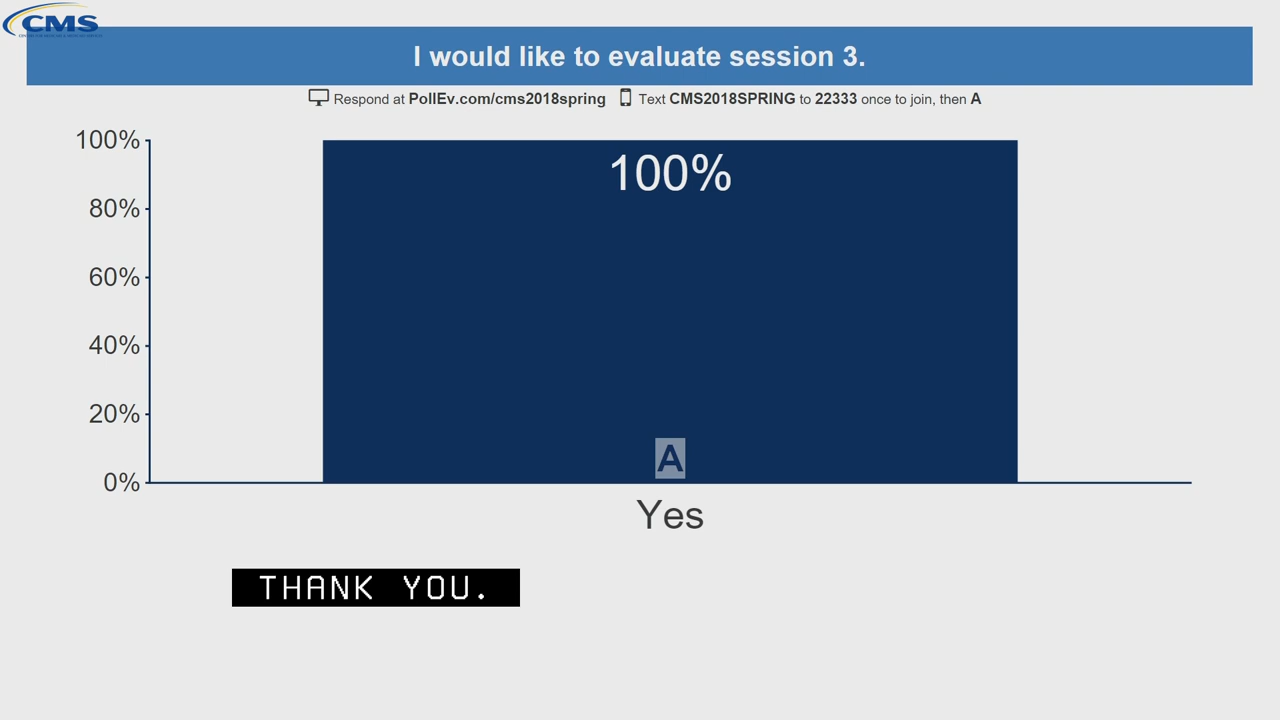 CMS
I would like to evaluate session 3.
Respond at PollEv.com/cms2018spring Text CMS2018SPRING to 22333 once to join, then A
100%
80%
60%
40%
20%
0%
100%
A
Yes
THANK YOU.